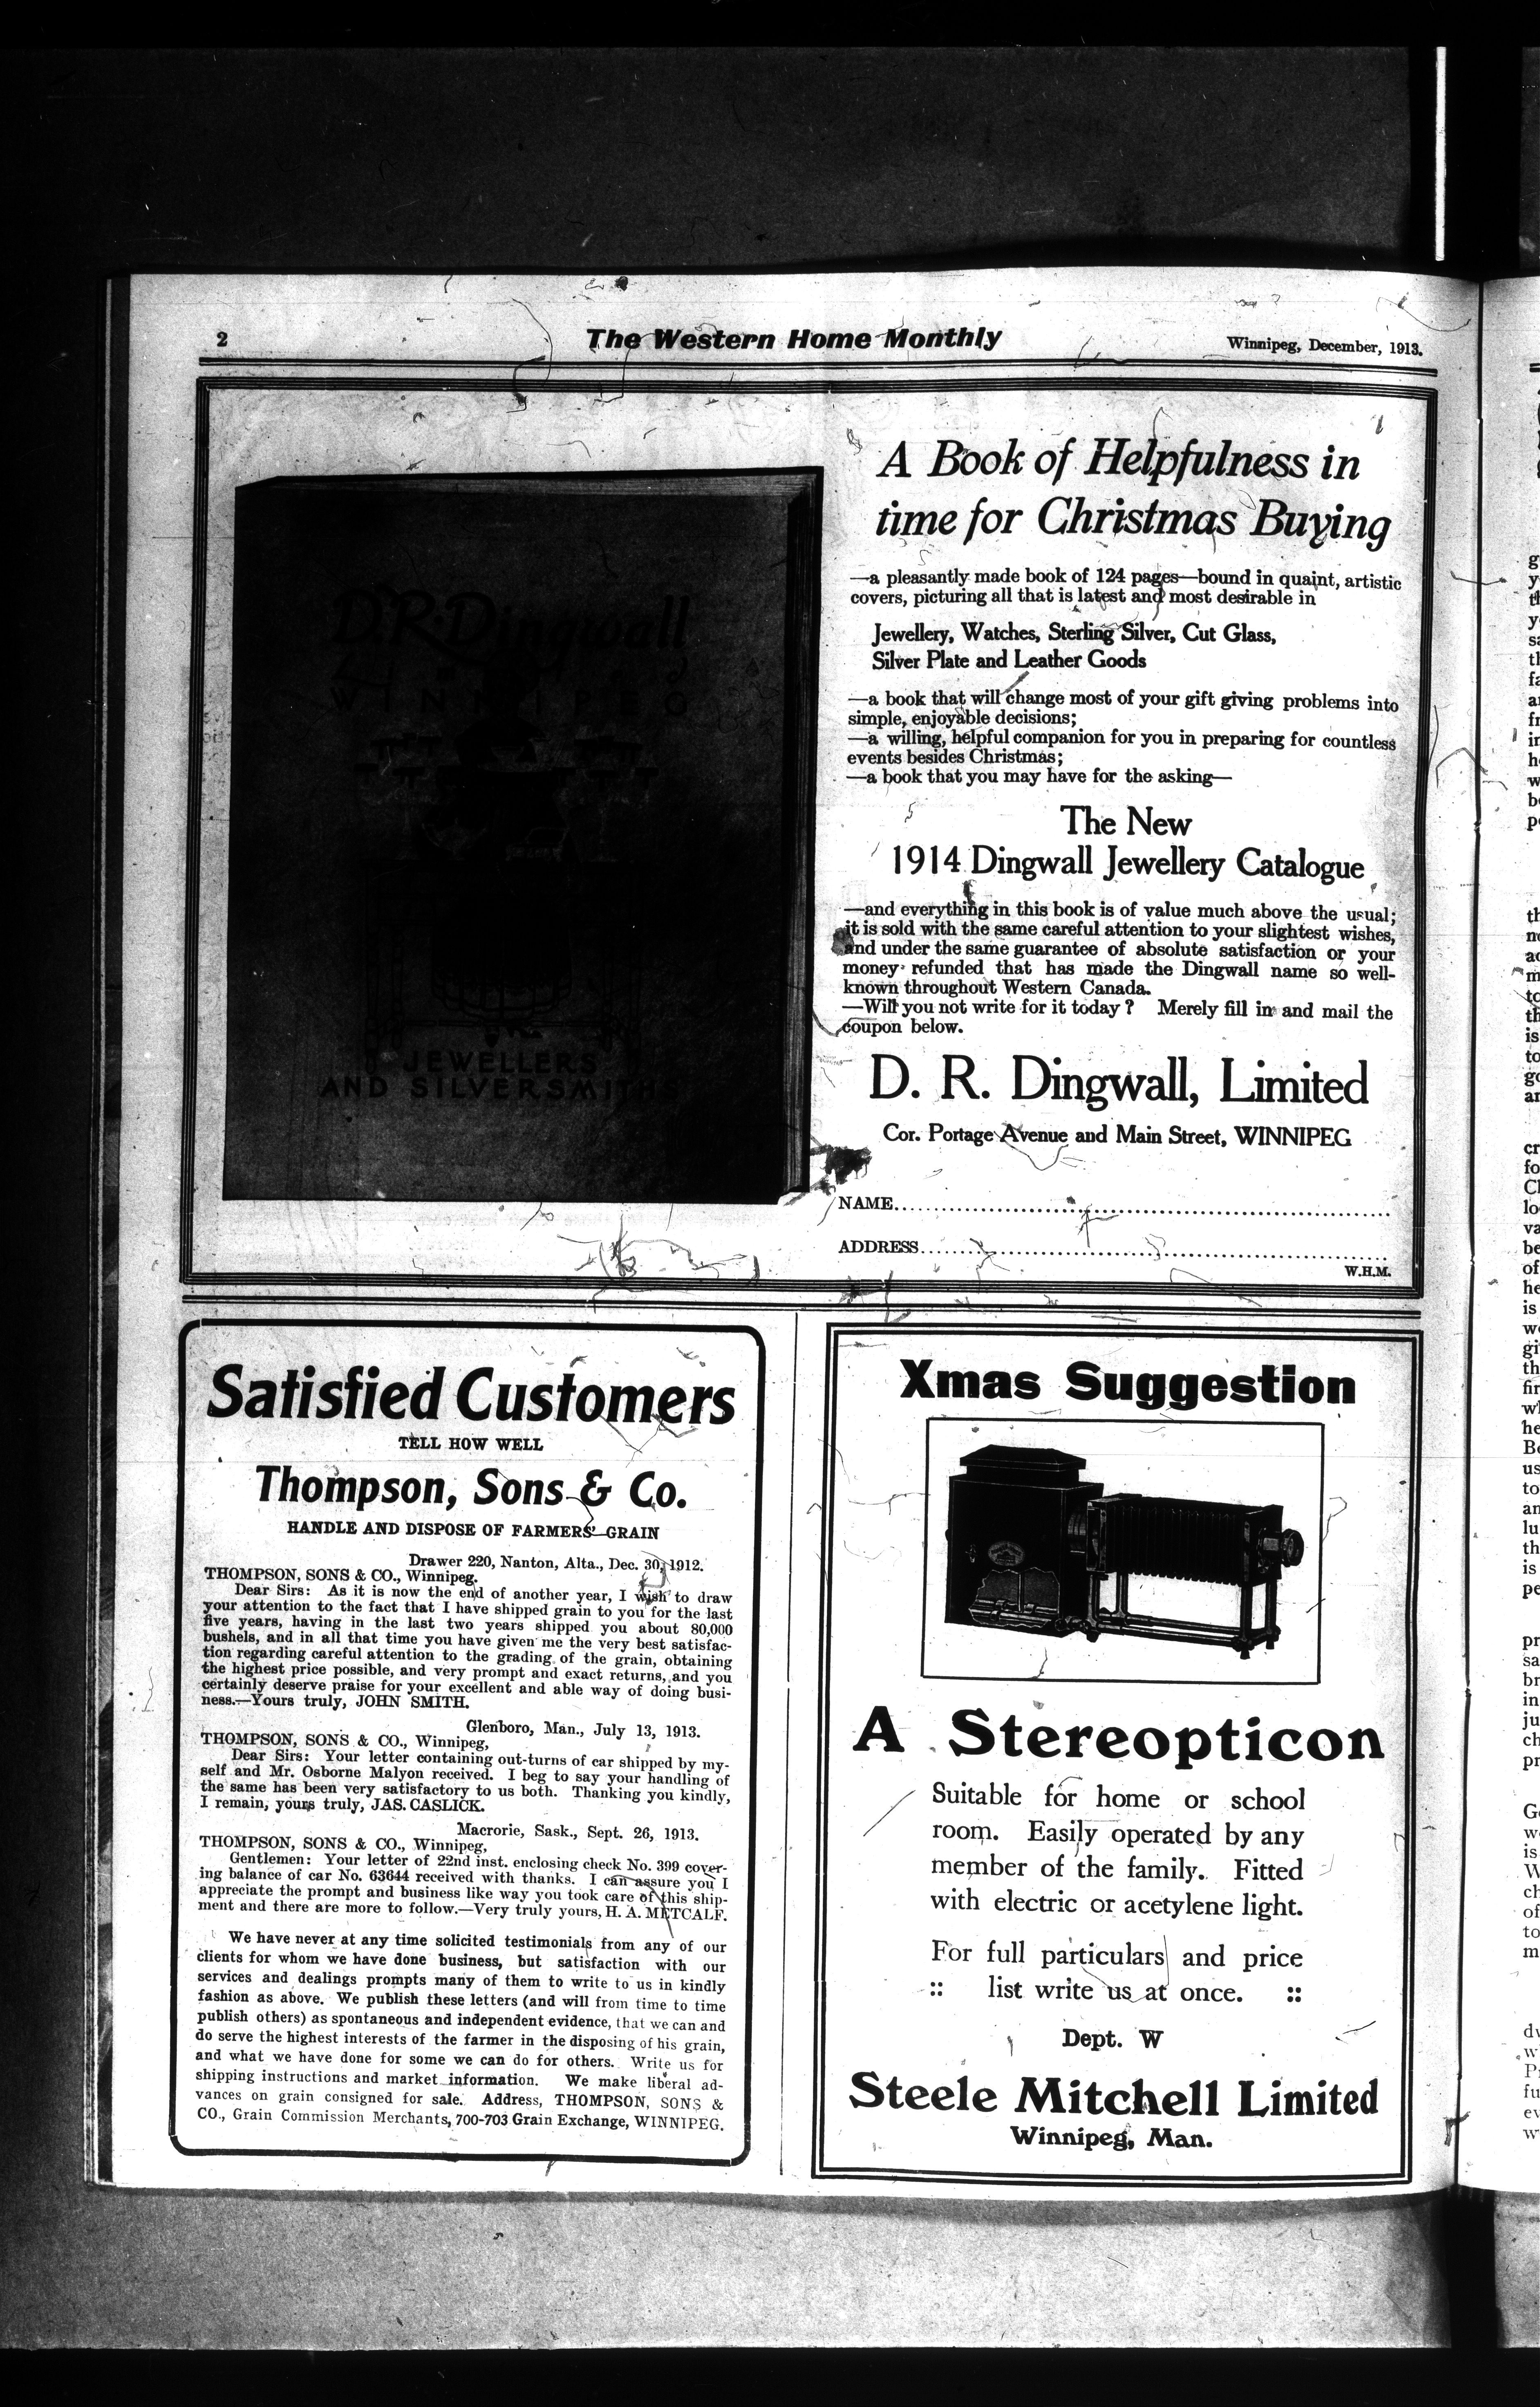 2
The Western Home Monthly
Winnipeg, December, 1913.
D.R. Dingwall
LIMITED
WINNIPEG
JEWELLERS
AND SILVERSMITHS
A Book of Helpfulness in
time for Christmas Buying
—a pleasantly made book of 124 pages—bound in quaint, artistic
covers, picturing all that is latest and most desirable in
Jewellery, Watches, Sterling Silver, Cut Glass,
Silver Plate and Leather Goods
—a book that will change most of your gift giving problems into
simple, enjoyable decisions;
—a willing, helpful companion for you in preparing for countless
events besides Christmas;
—a book that you may have for the asking—
The New
1914 Dingwall Jewellery Catalogue
—and everything in this book is of value much above the usual;
it is sold with the same careful attention to your slightest wishes,
and under the same guarantee of absolute satisfaction or your
money refunded that has made the Dingwall name so well-
known throughout Western Canada.
—Will you not write for it today? Merely fill in and mail the
coupon below.
D. R. Dingwall, Limited
Cor. Portage Avenue and Main Street, WINNIPEG
NAME
ADDRESS
W.H.M.
Satisfied Customers
TELL HOW WELL
Thompson, Sons & Co.
HANDLE AND DISPOSE OF FARMERS' GRAIN
Drawer 220, Nanton, Alta., Dec. 30, 1912.
THOMPSON, SONS & CO., Winnipeg.
Dear Sirs: As it is now the end of another year, I wish to draw
your attention to the fact that I have shipped grain to you for the last
five years, having in the last two years shipped you about 80,000
bushels, and in all that time you have given me the very best satisfac-
tion regarding careful attention to the grading of the grain, obtaining
the highest price possible, and very prompt and exact returns, and you
certainly deserve praise for your excellent and able way of doing busi-
ness.—Yours truly, JOHN SMITH.
Glenboro, Man., July 13, 1913.
THOMPSON, SONS & CO., Winnipeg,
Dear Sirs: Your letter containing out-turns of car shipped by my-
self and Mr. Osborne Malyon received. I beg to say your handling of
the same has been very satisfactory to us both. Thanking you kindly,
I remain, yours truly, JAS. CASLICK.
Macrorie, Sask., Sept. 26, 1913.
THOMPSON, SONS & CO., Winnipeg,
Gentlemen: Your letter of 22nd inst. enclosing check No. 399 cover-
ing balance of car No. 63644 received with thanks. I can assure you I
appreciate the prompt and business like way you took care of this ship-
ment and there are more to follow.—Very truly yours, H. A. METCALF.
We have never at any time solicited testimonials from any of our
clients for whom we have done business, but satisfaction with our
services and dealings prompts many of them to write to us in kindly
fashion as above. We publish these letters (and will from time to time
publish others) as spontaneous and independent evidence, that we can and
do serve the highest interests of the farmer in the disposing of his grain,
and what we have done for some we can do for others. Write us for
shipping instructions and market information. We make liberal ad-
vances on grain consigned for sale. Address, THOMPSON, SONS &
CO., Grain Commission Merchants, 700-703 Grain Exchange, WINNIPEG.
Xmas Suggestion
A Stereopticon
Suitable for home or school
room. Easily operated by any
member of the family. Fitted
with electric or acetylene light.
For full particulars and price
:: list write us at once. ::
Dept. W
Steele Mitchell Limited
Winnipeg, Man.